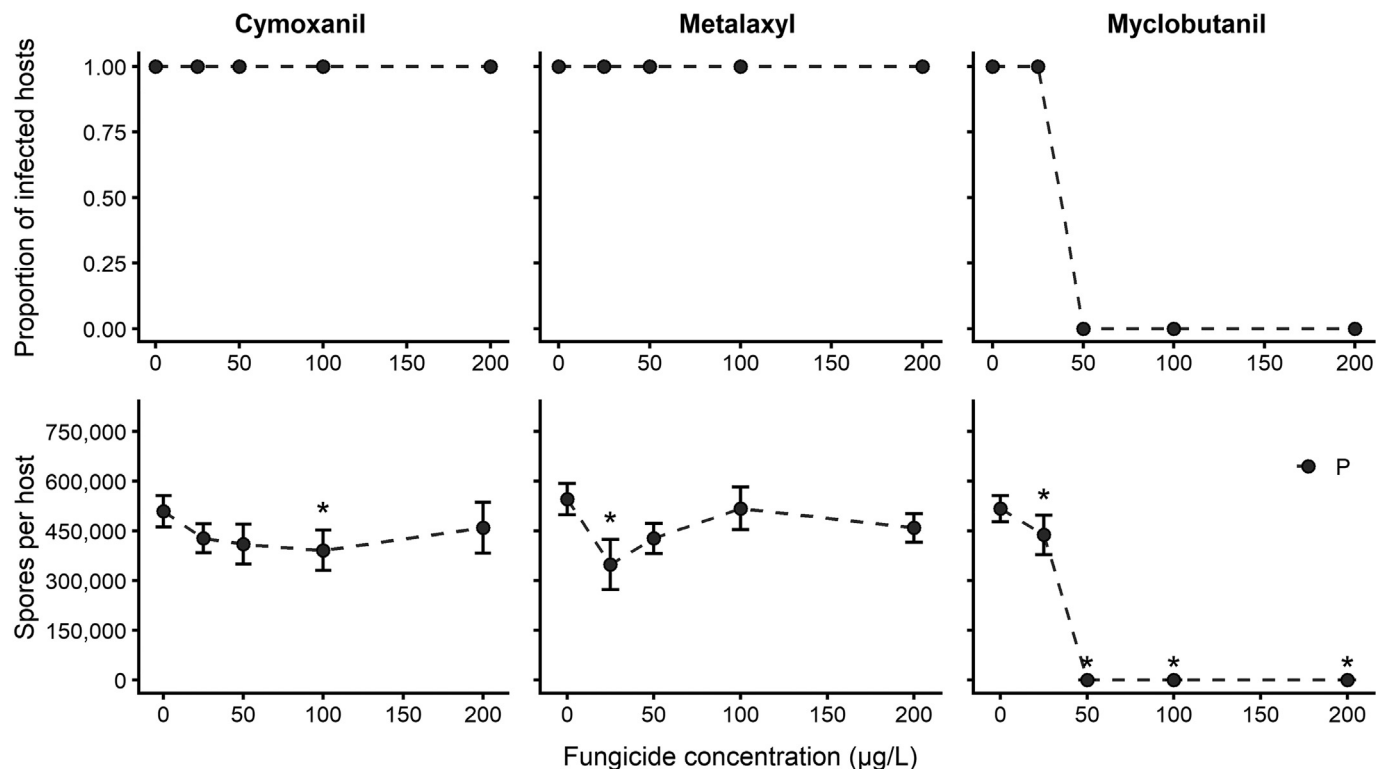 Cymoxanil
Metalaxyl
Myclobutanil
Proportion of infected hosts
1.00
0.75
0.50
0.25
0.00
0 50 100 150 200
0 50 100 150 200
0 50 100 150 200
Spores per host
750,000
600,000
450,000
300,000
150,000
0
*
*
*
* * *
P
0 50 100 150 200
0 50 100 150 200
0 50 100 150 200
Fungicide concentration (µg/L)